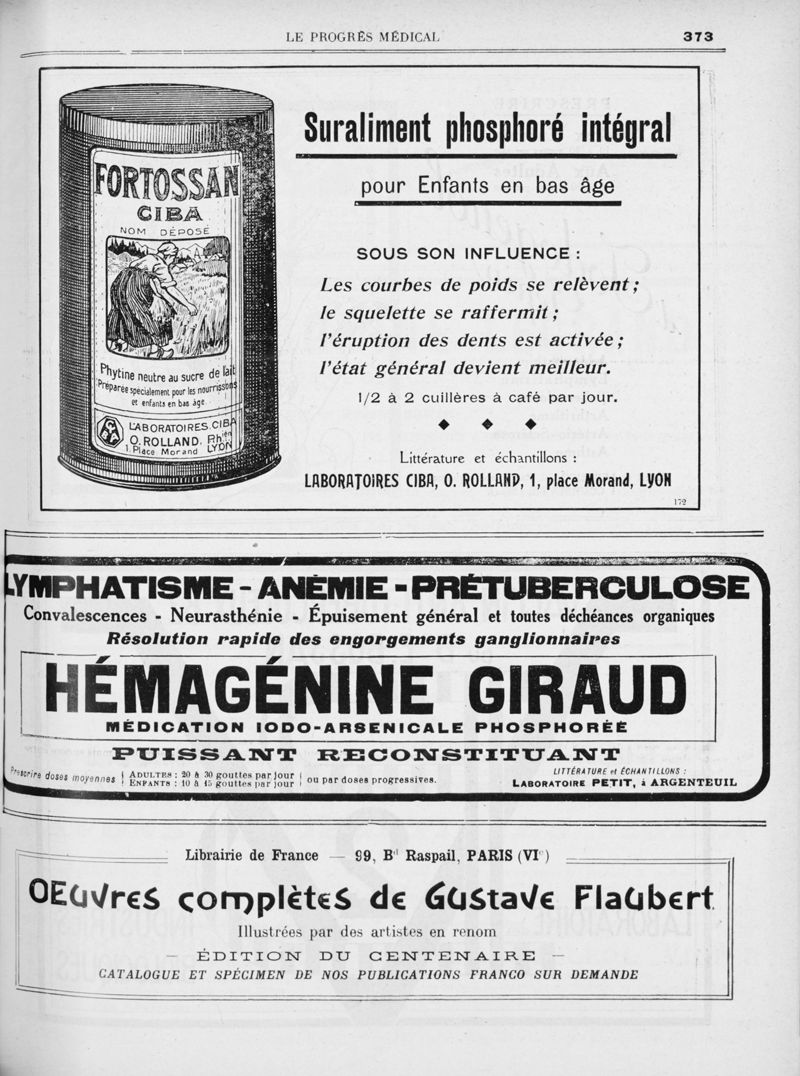 LE PROGRÈS MÉDICAL
373
FORTOSSAN
CIBA
NOM DÉPOSÉ
Phytine neutre au sucre de lait
Préparée spécialement pour les nourrissons
et enfants en bas age
CIBA
LABORATOIRES CIBA
O. ROLLAND. Phien
1. Place Morand LYON
Suraliment phosphoré intégral
pour Enfants en bas âge
SOUS SON INFLUENCE :
Les courbes de poids se relèvent ;
le squelette se raffermit ;
l'éruption des dents est activée ;
l'état général devient meilleur.
1/2 à 2 cuillères à café par jour.
Littérature et échantillons :
LABORATOIRES CIBA, O. ROLLAND, 1, place Morand, LYON
172
LYMPHATISME - ANÉMIE - PRÉTUBERCULOSE
Convalescences - Neurasthénie - Épuisement général et toutes déchéances organiques
Résolution rapide des engorgements ganglionnaires
HÉMAGÉNINE GIRAUD
MÉDICATION IODO-ARSENICALE PHOSPHORÉE
PUISSANT RECONSTITUANT
Prescrire doses moyennes
ADULTES : 20 à 30 gouttes par jour
ENFANTS : 10 à 15 gouttes par jour
ou par doses progressives.
LITTÉRATURE et ÉCHANTILLONS :
LABORATOIRE PETIT, à ARGENTEUIL
Librairie de France — 99, Bd Raspail, PARIS (VIe)
OEuvres complètes de Gustave Flaubert
Illustrées par des artistes en renom
— ÉDITION DU CENTENAIRE —
CATALOGUE ET SPÉCIMEN DE NOS PUBLICATIONS FRANCO SUR DEMANDE